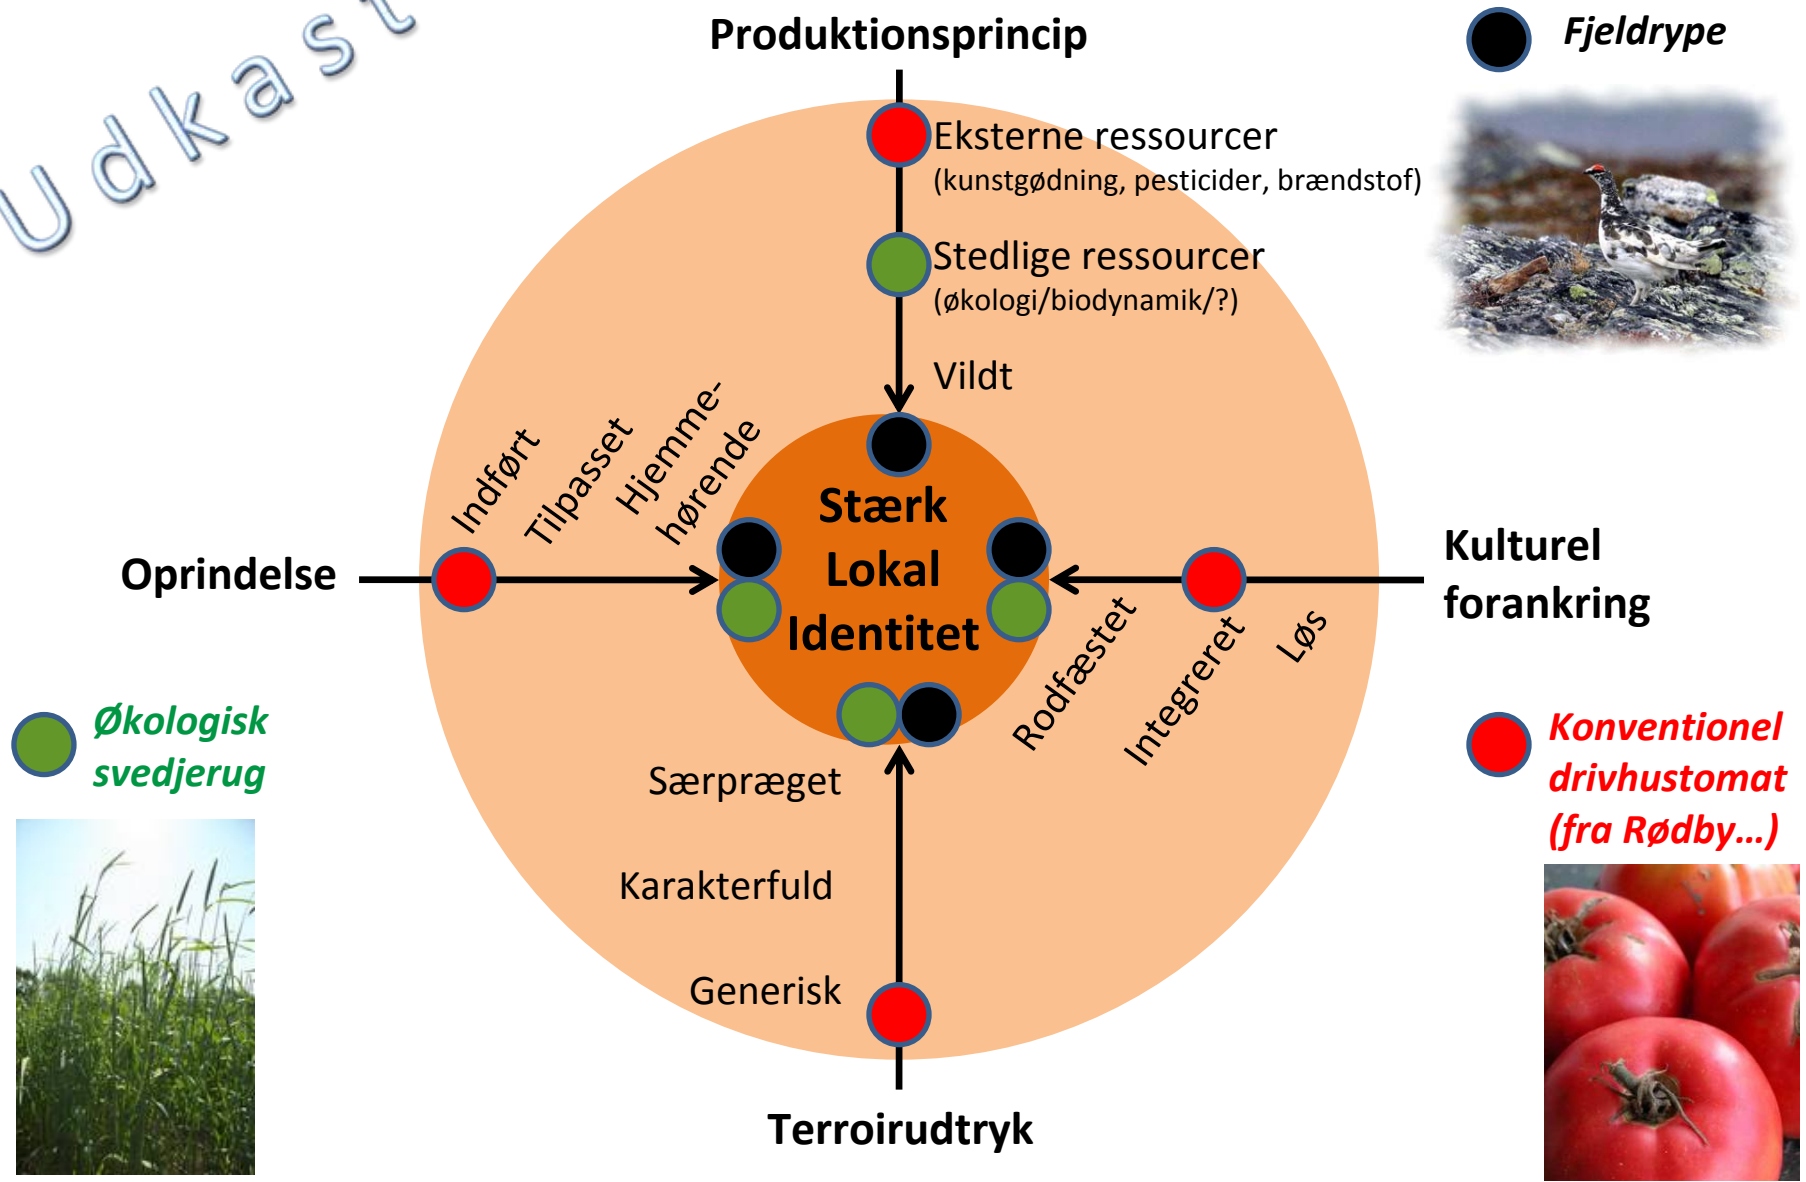 Udkast
Produktionsprincip
Fjeldrype
Eksterne ressourcer
(kunstgødning, pesticider, brændstof)
Stedlige ressourcer
(økologi/biodynamik/?)
Vildt
Indført
Tilpasset
Hjemme-
hørende
Stærk
Lokal
Identitet
Oprindelse
Kulturel
forankring
Rodfæstet
Integreret
Løs
Økologisk
svedjerug
Konventionel
drivhustomat
(fra Rødby...)
Særpræget
Karakterfuld
Generisk
Terroirudtryk